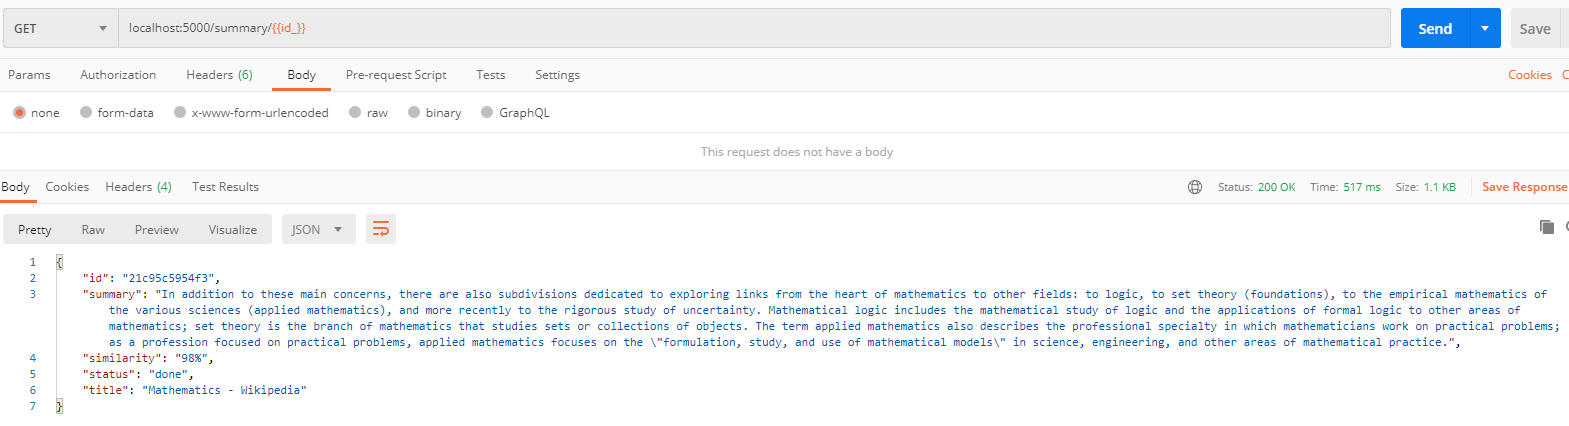 GET localhost:5000/summary/{{id_}} Send Save
Params Authorization Headers (6) Body Pre-request Script Tests Settings Cookies
none form-data x-www-form-urlencoded raw binary GraphQL
This request does not have a body
Body Cookies Headers (4) Test Results Status: 200 OK Time: 517 ms Size: 1.1 KB Save Response
Pretty Raw Preview Visualize JSON
1 {
2 "id": "21c95c5954f3",
3 "summary": "In addition to these main concerns, there are also subdivisions dedicated to exploring links from the heart of mathematics to other fields: to logic, to set theory (foundations), to the empirical mathematics of
the various sciences (applied mathematics), and more recently to the rigorous study of uncertainty. Mathematical logic includes the mathematical study of logic and the applications of formal logic to other areas of
mathematics; set theory is the branch of mathematics that studies sets or collections of objects. The term applied mathematics also describes the professional specialty in which mathematicians work on practical problems;
as a profession focused on practical problems, applied mathematics focuses on the \"formulation, study, and use of mathematical models\" in science, engineering, and other areas of mathematical practice.",
4 "similarity": "98%",
5 "status": "done",
6 "title": "Mathematics - Wikipedia"
7 }